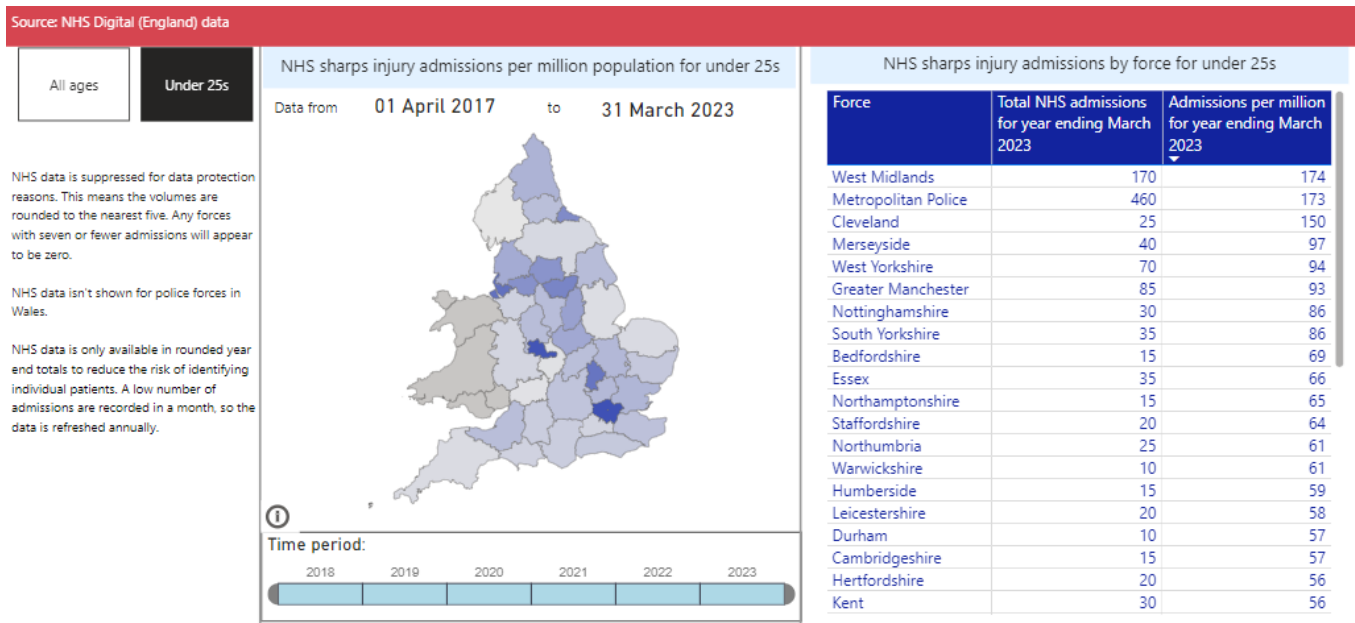 Source: NHS Digital (England) data
All ages
Under 25s
NHS data is suppressed for data protection
reasons. This means the volumes are
rounded to the nearest five. Any forces
with seven or fewer admissions will appear
to be zero.
NHS data isn't shown for police forces in
Wales.
NHS data is only available in rounded year
end totals to reduce the risk of identifying
individual patients. A low number of
admissions are recorded in a month, so the
data is refreshed annually.
NHS sharps injury admissions per million population for under 25s
Data from 01 April 2017 to 31 March 2023
Time period:
2018 2019 2020 2021 2022 2023
NHS sharps injury admissions by force for under 25s
Force Total NHS admissions for year ending March 2023 Admissions per million for year ending March 2023
West Midlands 170 174
Metropolitan Police 460 173
Cleveland 25 150
Merseyside 40 97
West Yorkshire 70 94
Greater Manchester 85 93
Nottinghamshire 30 86
South Yorkshire 35 86
Bedfordshire 15 69
Essex 35 66
Northamptonshire 15 65
Staffordshire 20 64
Northumbria 25 61
Warwickshire 10 61
Humberside 15 59
Leicestershire 20 58
Durham 10 57
Cambridgeshire 15 57
Hertfordshire 20 56
Kent 30 56